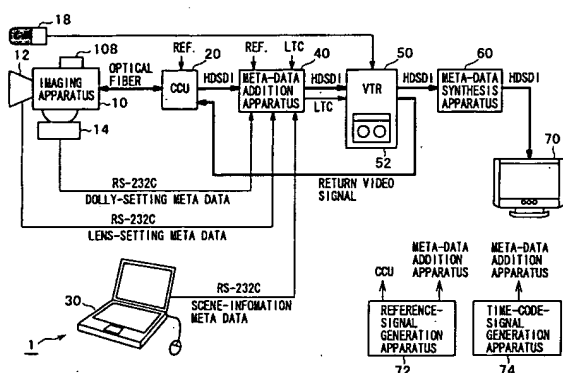 18
108
12
REF.
20
REF.
LTC
40
50
60
OPTICAL
FIBER
IMAGING
APPARATUS
CCU
HDSDI
META-DATA
ADDITION
APPARATUS
HDSDI
LTC
VTR
HDSDI
META-DATA
SYNTHESIS
APPARATUS
HDSDI
10
14
52
70
RETURN VIDEO
SIGNAL
RS-232C
DOLLY-SETTING META DATA
RS-232C
LENS-SETTING META DATA
RS-232C
SCENE-INFOMATION
META DATA
30
1
CCU
META-DATA
ADDITION
APPARATUS
META-DATA
ADDITION
APPARATUS
REFERENCE-
SIGNAL
GENERATION
APPARATUS
TIME-CODE-
SIGNAL
GENERATION
APPARATUS
72
74